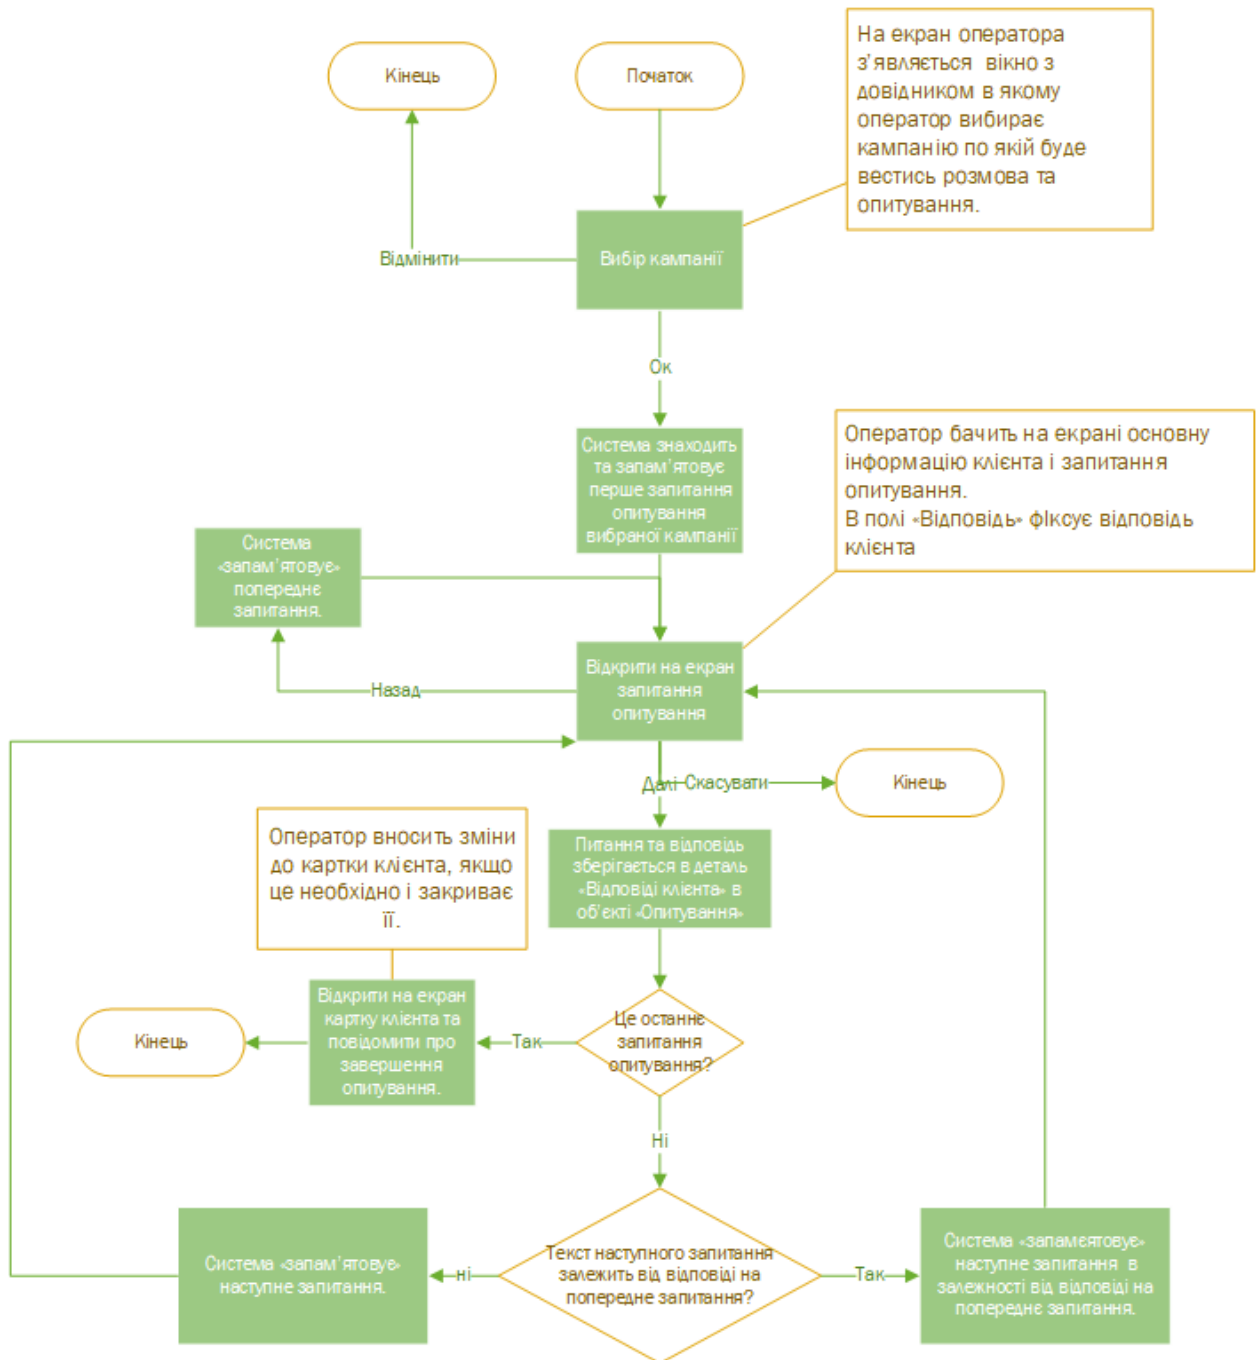 Кінець
Початок
На екран оператора
з'являється вікно з
довідником в якому
оператор вибирає
кампанію по якій буде
вестись розмова та
опитування.
Відмінити
Вибір кампанії
Ок
Система знаходить
та запам'ятовує
перше запитання
опитування
вибраної кампанії
Оператор бачить на екрані основну
інформацію клієнта і запитання
опитування.
В полі «Відповідь» фіксує відповідь
клієнта
Система
«запам'ятовує»
попереднє
запитання.
Назад
Відкрити на екран
запитання
опитування
Далі
Скасувати
Кінець
Оператор вносить зміни
до картки клієнта, якщо
це необхідно і закриває
її.
Питання та відповідь
зберігається в деталь
«Відповіді клієнта» в
об'єкті «Опитування»
Кінець
Відкрити на екран
картку клієнта та
повідомити про
завершення
опитування.
Так
Це останнє
запитання
опитування?
Ні
Система «запам'ятовує»
наступне запитання.
ні
Текст наступного запитання
залежить від відповіді на
попереднє запитання?
Так
Система «запамєятовує»
наступне запитання в
залежності від відповіді на
попереднє запитання.